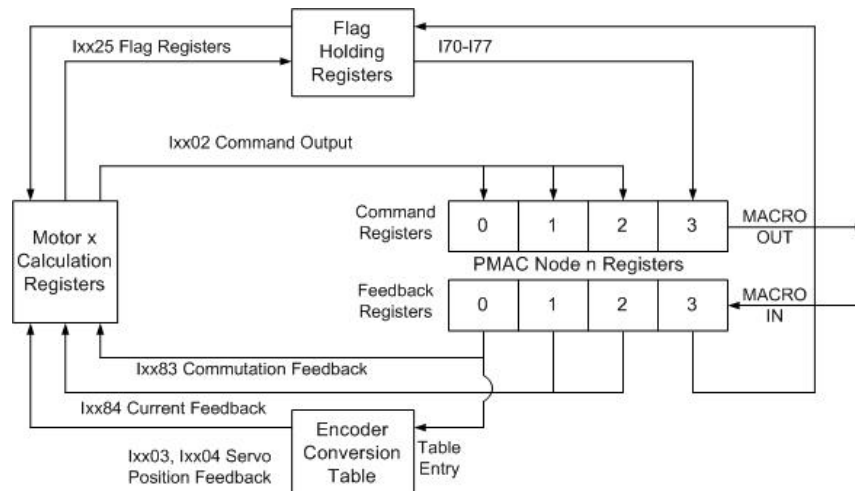 Flag
Holding
Registers
Ixx25 Flag Registers
I70-I77
Ixx02 Command Output
Motor x
Calculation
Registers
Command
Registers
0 1 2 3
MACRO
OUT
PMAC Node n Registers
Feedback
Registers
0 1 2 3
MACRO
IN
Ixx83 Commutation Feedback
Ixx84 Current Feedback
Ixx03, Ixx04 Servo
Position Feedback
Encoder
Conversion
Table
Table
Entry